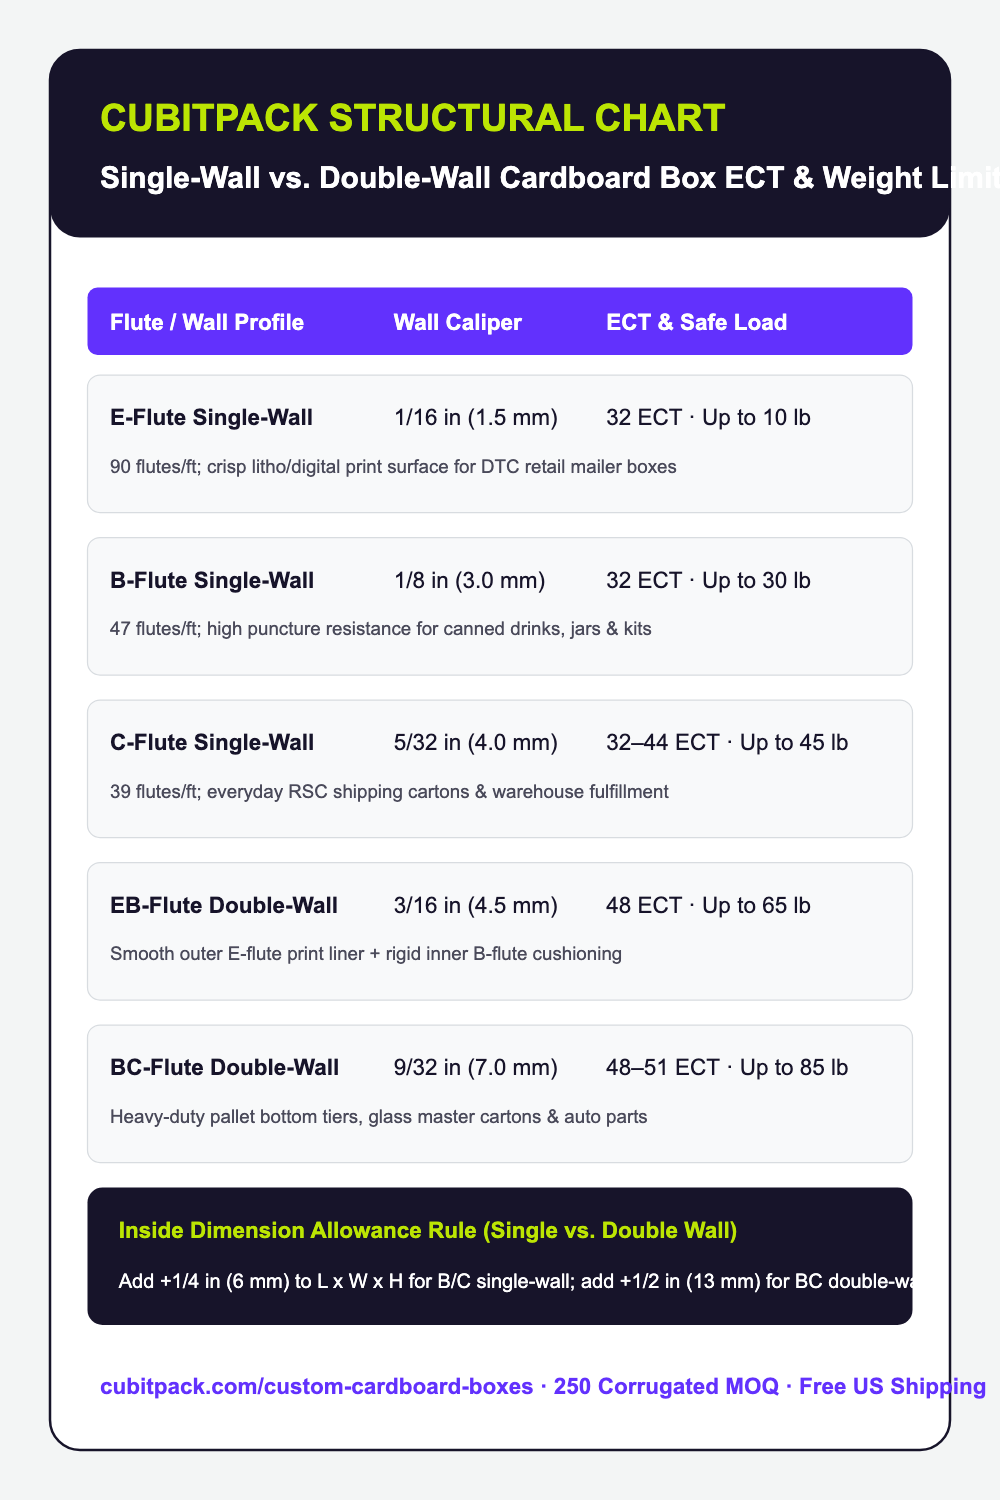 CUBITPACK STRUCTURAL CHART
Single-Wall vs. Double-Wall Cardboard Box ECT & Weight Limit
Flute / Wall Profile Wall Caliper ECT & Safe Load
E-Flute Single-Wall 1/16 in (1.5 mm) 32 ECT · Up to 10 lb
90 flutes/ft; crisp litho/digital print surface for DTC retail mailer boxes
B-Flute Single-Wall 1/8 in (3.0 mm) 32 ECT · Up to 30 lb
47 flutes/ft; high puncture resistance for canned drinks, jars & kits
C-Flute Single-Wall 5/32 in (4.0 mm) 32–44 ECT · Up to 45 lb
39 flutes/ft; everyday RSC shipping cartons & warehouse fulfillment
EB-Flute Double-Wall 3/16 in (4.5 mm) 48 ECT · Up to 65 lb
Smooth outer E-flute print liner + rigid inner B-flute cushioning
BC-Flute Double-Wall 9/32 in (7.0 mm) 48–51 ECT · Up to 85 lb
Heavy-duty pallet bottom tiers, glass master cartons & auto parts
Inside Dimension Allowance Rule (Single vs. Double Wall)
Add +1/4 in (6 mm) to L x W x H for B/C single-wall; add +1/2 in (13 mm) for BC double-wa
cubitpack.com/custom-cardboard-boxes · 250 Corrugated MOQ · Free US Shipping